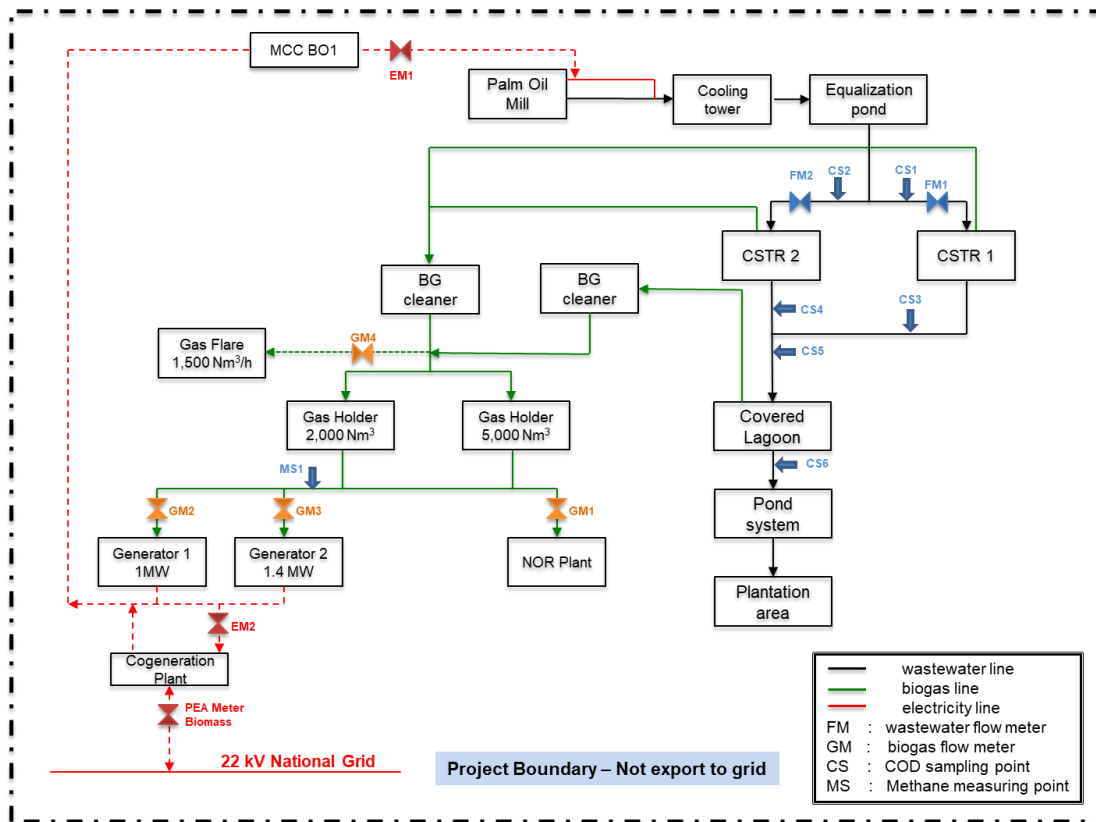 MCC BO1
EM1
Palm Oil
Mill
Cooling
tower
Equalization
pond
FM2
CS2
CS1
FM1
CSTR 2
CSTR 1
BG
cleaner
BG
cleaner
CS4
CS3
Gas Flare
1,500 Nm³/h
GM4
CS5
Gas Holder
2,000 Nm³
Gas Holder
5,000 Nm³
Covered
Lagoon
MS1
CS6
GM2
GM3
GM1
Pond
system
Generator 1
1MW
Generator 2
1.4 MW
NOR Plant
Plantation
area
EM2
Cogeneration
Plant
PEA Meter
Biomass
22 kV National Grid
Project Boundary – Not export to grid
wastewater line
biogas line
electricity line
FM : wastewater flow meter
GM : biogas flow meter
CS : COD sampling point
MS : Methane measuring point